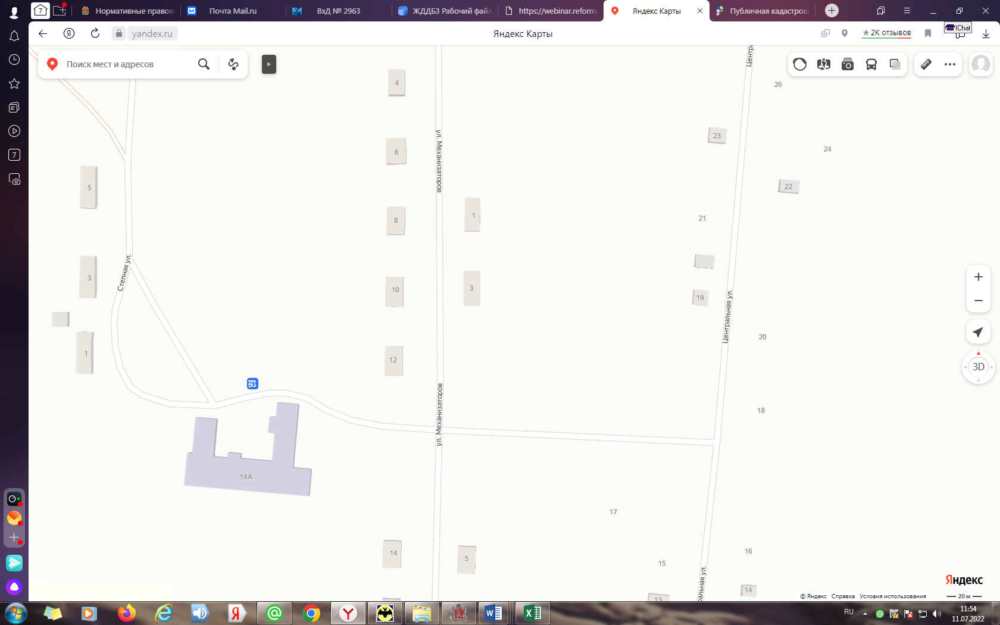 7
Нормативные правов
Почта Mail.ru
ВхД № 2963
ЖДДБЗ Рабочий файл
https://webinar.reforma
Яндекс Карты
Публичная кадастров
yandex.ru
Яндекс Карты
2К отзывов
IChat
Поиск мест и адресов
7
4
6
8
10
12
14
ул. Механизаторов
ул. Механизаторов
1
3
5
5
3
1
Степная ул.
14А
Центра
Центральная ул.
ральная ул.
26
23
24
22
21
19
20
18
17
16
15
14
13
3D
Яндекс
© Яндекс Справка Условия использования
20 м
RU
11:54
11.07.2022